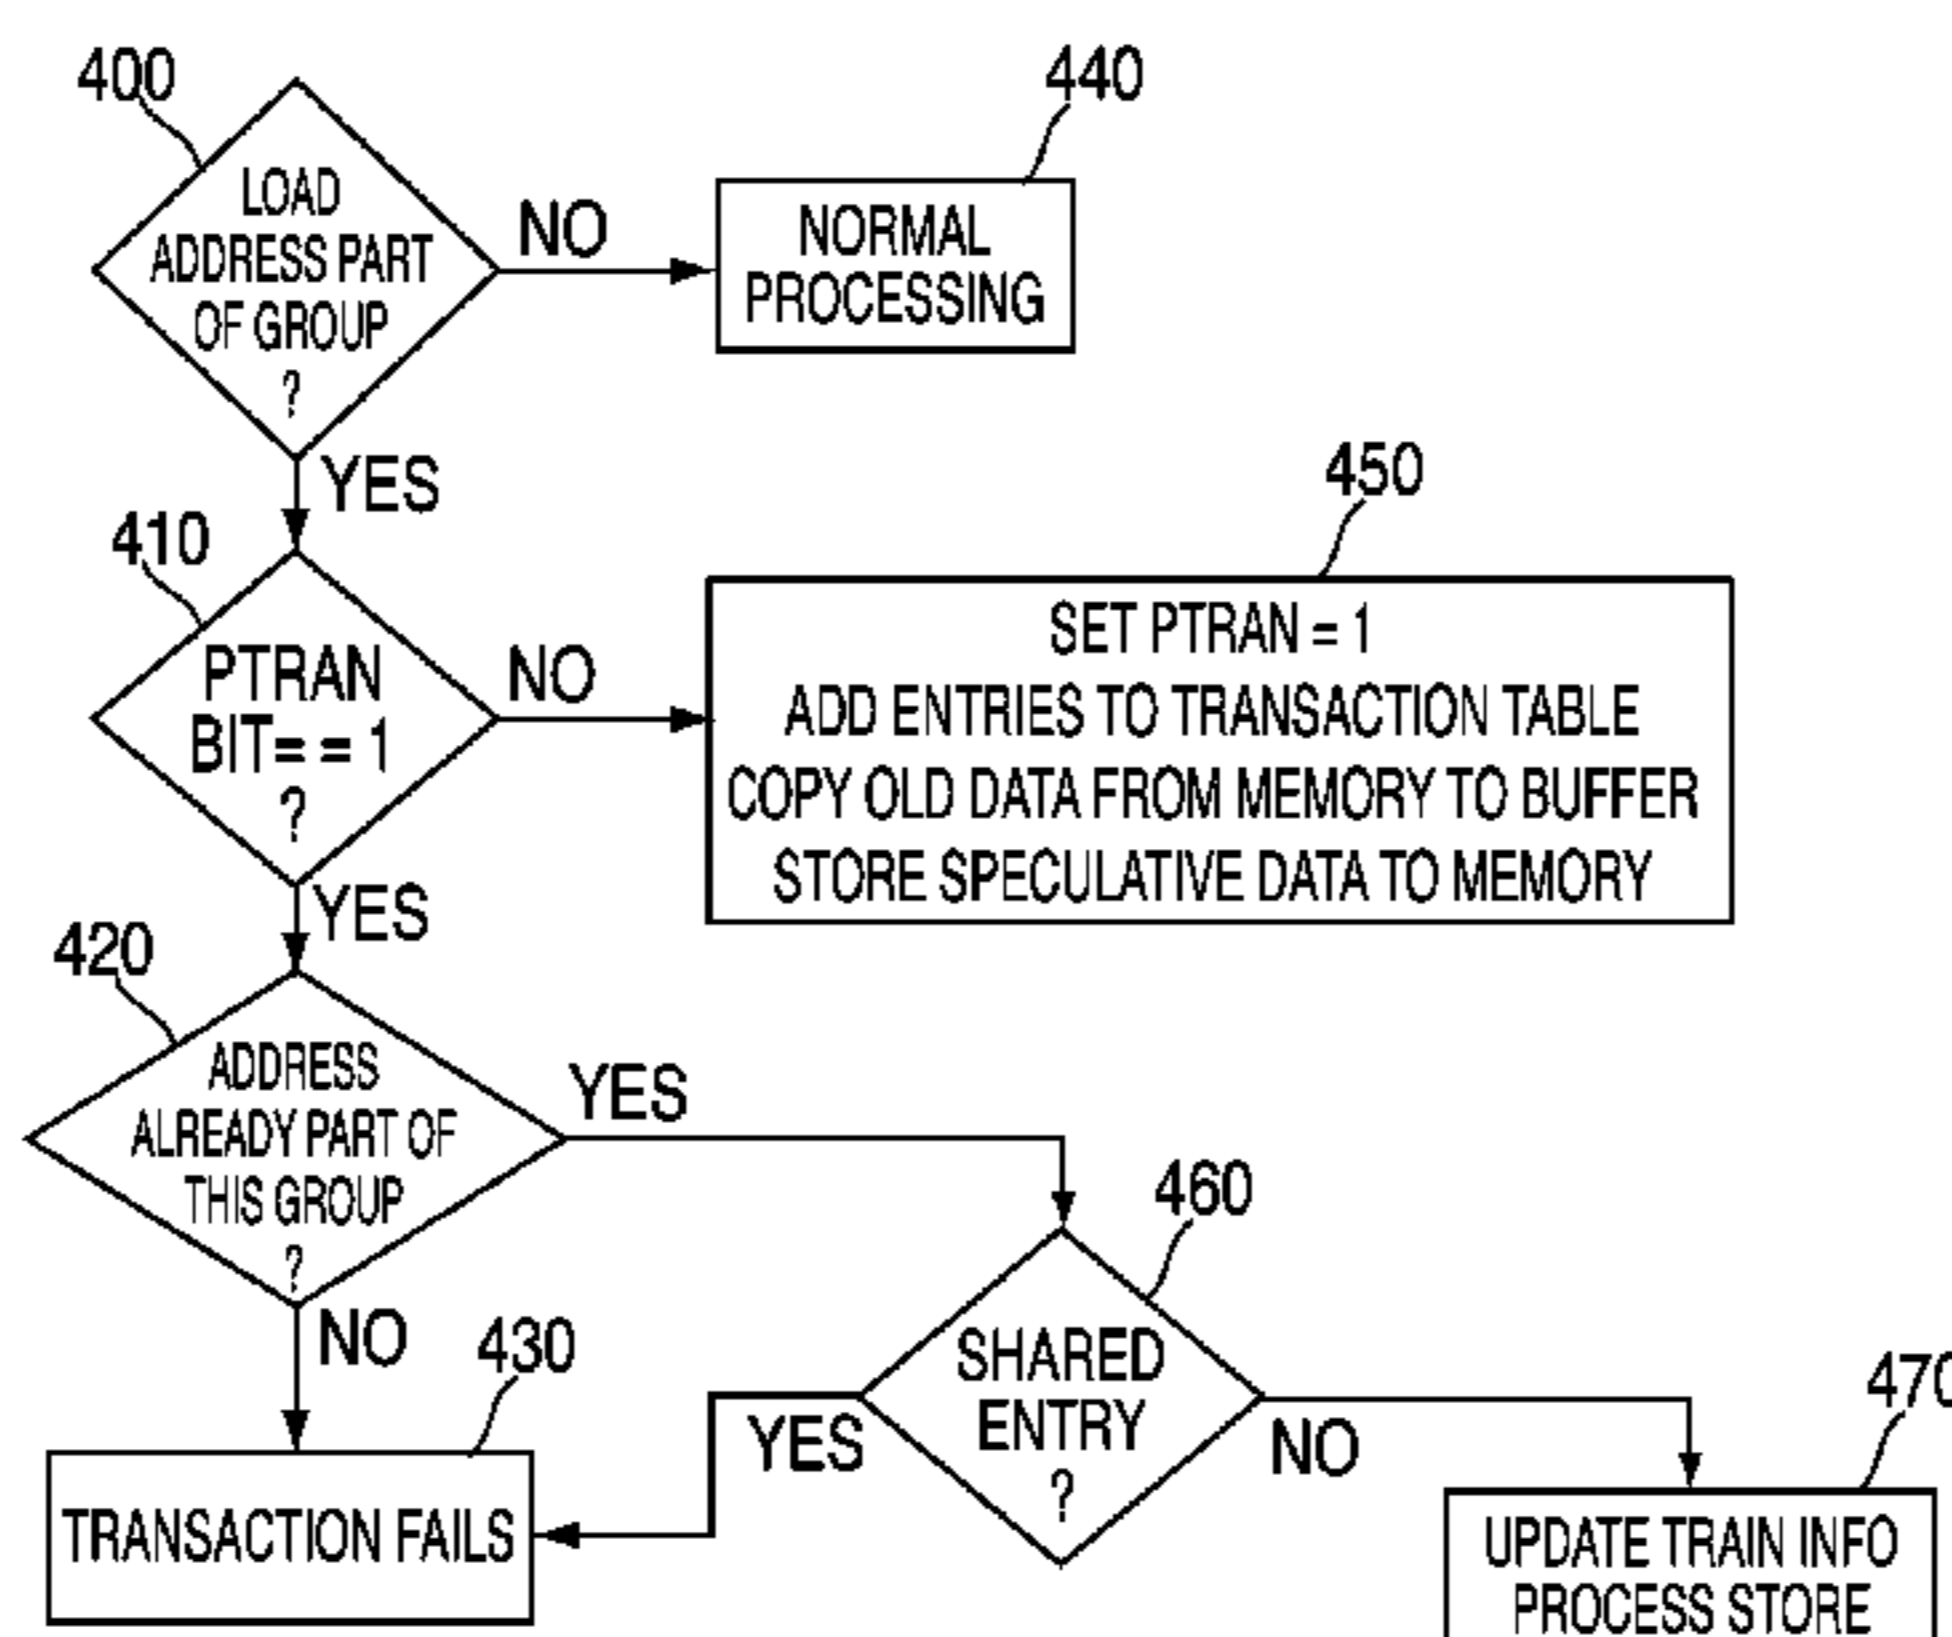 400
LOAD
ADDRESS PART
OF GROUP
?
NO
440
NORMAL
PROCESSING
YES
410
PTRAN
BIT= = 1
?
NO
450
SET PTRAN = 1
ADD ENTRIES TO TRANSACTION TABLE
COPY OLD DATA FROM MEMORY TO BUFFER
STORE SPECULATIVE DATA TO MEMORY
YES
420
ADDRESS
ALREADY PART OF
THIS GROUP
?
YES
460
SHARED
ENTRY
?
NO
430
TRANSACTION FAILS
YES
NO
470
UPDATE TRAIN INFO
PROCESS STORE